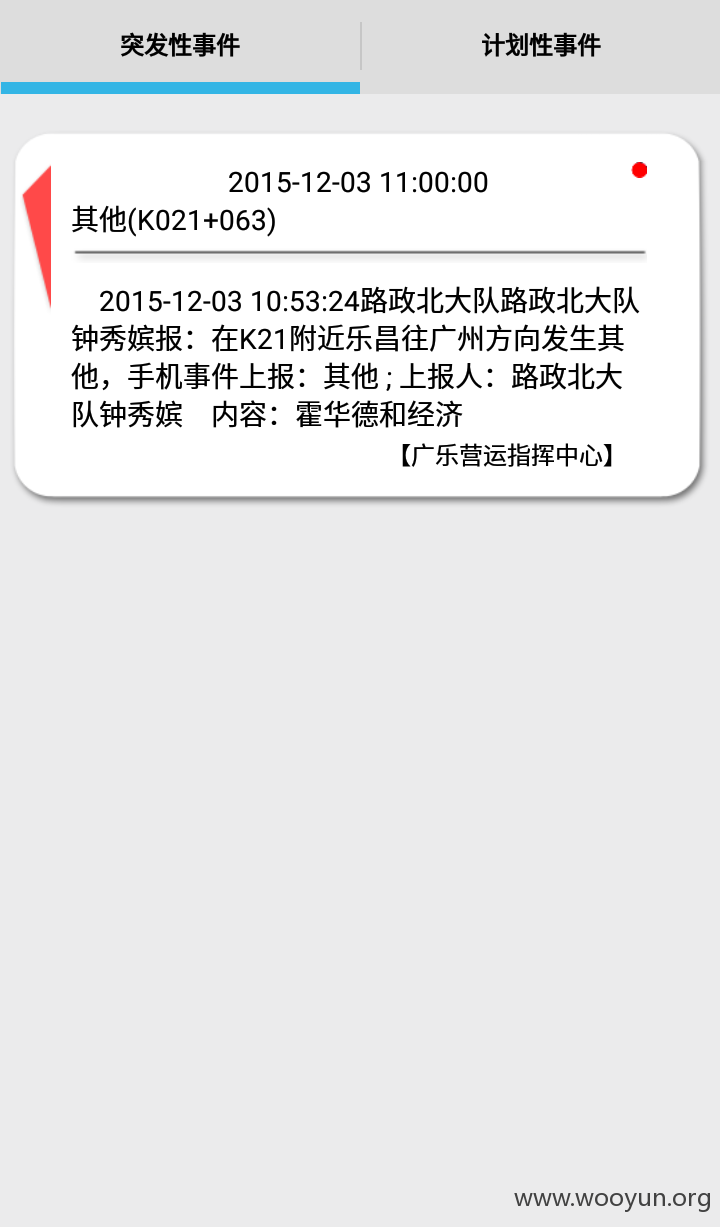 突发性事件
计划性事件
2015-12-03 11:00:00
其他(K021+063)
2015-12-03 10:53:24路政北大队路政北大队
钟秀嫔报：在K21附近乐昌往广州方向发生其
他，手机事件上报：其他 ; 上报人：路政北大
队钟秀嫔　内容：霍华德和经济
【广乐营运指挥中心】
www.wooyun.org